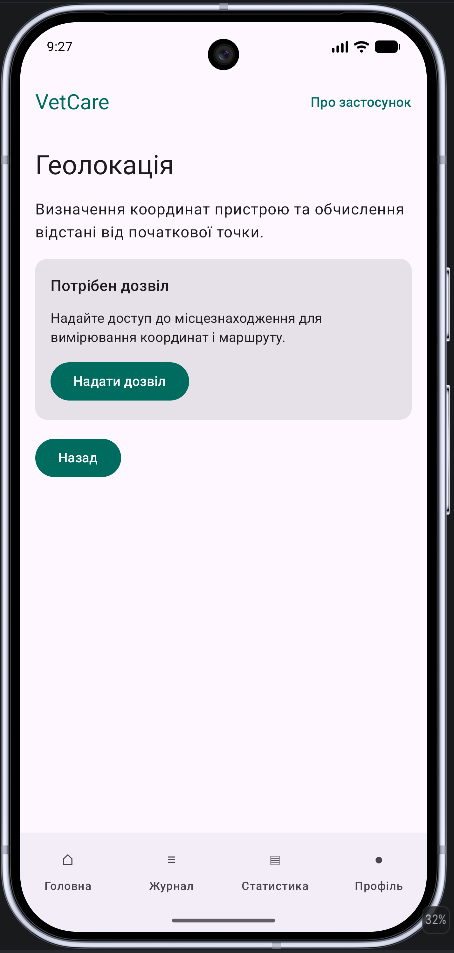 9:27
VetCare
Про застосунок
Геолокація
Визначення координат пристрою та обчислення
відстані від початкової точки.
Потрібен дозвіл
Надайте доступ до місцезнаходження для
вимірювання координат і маршруту.
Надати дозвіл
Назад
Головна
Журнал
Статистика
Профіль
32%